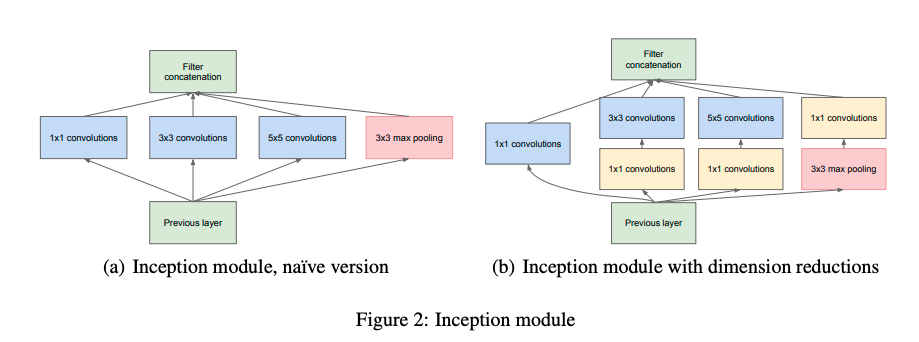 Filter
concatenation
1x1 convolutions
3x3 convolutions
5x5 convolutions
3x3 max pooling
Previous layer
(a) Inception module, naïve version
Filter
concatenation
3x3 convolutions
5x5 convolutions
1x1 convolutions
1x1 convolutions
1x1 convolutions
1x1 convolutions
3x3 max pooling
Previous layer
(b) Inception module with dimension reductions
Figure 2: Inception module